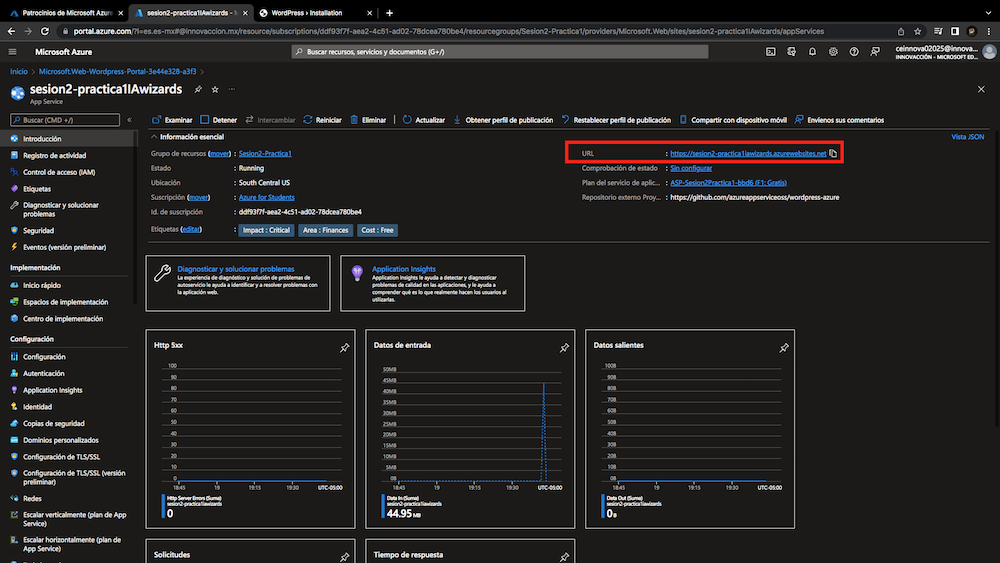 Patrocinios de Microsoft Azure
sesion2-practica1IAwizards - M
WordPress › Installation
portal.azure.com/?l=es.es-mx#@innovaccion.mx/resource/subscriptions/ddf93f7f-aea2-4c51-ad02-78dcea780be4/resourcegroups/Sesion-2-Practica1/providers/Microsoft.Web/sites/sesion2-practica1IAwizards/appServices
Microsoft Azure
Buscar recursos, servicios y documentos (G+/)
ceinnova02025@innova...
INNOVACCIÓN - MICROSOFT ED...
Inicio > Microsoft.Web-Wordpress-Portal-3e44e328-a3f3 >
sesion2-practica1IAwizards
App Service
Buscar (CMD +/)
Examinar Detener Intercambiar Reiniciar Eliminar Actualizar Obtener perfil de publicación Restablecer perfil de publicación Compartir con dispositivo móvil Envíenos sus comentarios
Introducción
Registro de actividad
Control de acceso (IAM)
Etiquetas
Diagnosticar y solucionar
problemas
Seguridad
Eventos (versión preliminar)
Implementación
Inicio rápido
Espacios de implementación
Centro de implementación
Configuración
Configuración
Autenticación
Application Insights
Identidad
Copias de seguridad
Dominios personalizados
Configuración de TLS/SSL
Configuración de TLS/SSL (versión
preliminar)
Redes
Escalar verticalmente (plan de App
Service)
Escalar horizontalmente (plan de
App Service)
Información esencial
Vista JSON
Grupo de recursos (mover) : Sesion2-Practica1
Estado : Running
Ubicación : South Central US
Suscripción (mover) : Azure for Students
Id. de suscripción : ddf93f7f-aea2-4c51-ad02-78dcea780be4
Etiquetas (editar) : Impact : Critical Area : Finances Cost : Free
URL : https://sesion2-practica1iawizards.azurewebsites.net
Comprobación de estado : Sin configurar
Plan del servicio de aplic... : ASP-Sesion2Practica1-bbd6 (F1: Gratis)
Repositorio externo Proy... : https://github.com/azureappserviceoss/wordpress-azure
Diagnosticar y solucionar problemas
La experiencia de diagnóstico y solución de problemas de
autoservicio le ayuda a identificar y a resolver problemas con
la aplicación web.
Application Insights
Application Insights le ayuda a detectar y diagnosticar
problemas de calidad en las aplicaciones, y le ayuda a
comprender qué es lo que realmente hacen los usuarios al
utilizarlas.
Http 5xx
100
90
80
70
60
50
40
30
20
10
0
18:45 19 19:15 19:30 UTC-05:00
Http Server Errors (Suma)
sesion2-practica1iawizards
0
Datos de entrada
50MB
45MB
40MB
35MB
30MB
25MB
20MB
15MB
10MB
5MB
0B
18:45 19 19:15 19:30 UTC-05:00
Data In (Suma)
sesion2-practica1iawizards
44.95 MB
Datos salientes
100B
90B
80B
70B
60B
50B
40B
30B
20B
10B
0B
18:45 19 19:15 19:30 UTC-05:00
Data Out (Suma)
sesion2-practica1iawizards
0 B
Solicitudes
Tiempo de respuesta